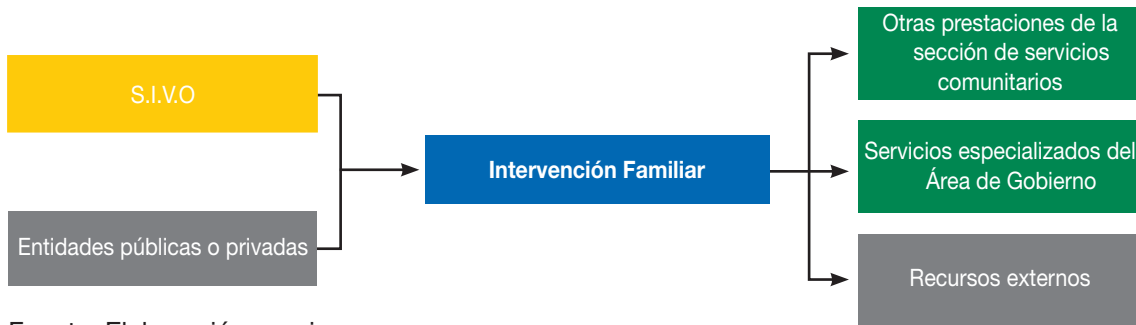 S.I.V.O
Entidades públicas o privadas
Intervención Familiar
Otras prestaciones de la
sección de servicios
comunitarios
Servicios especializados del
Área de Gobierno
Recursos externos